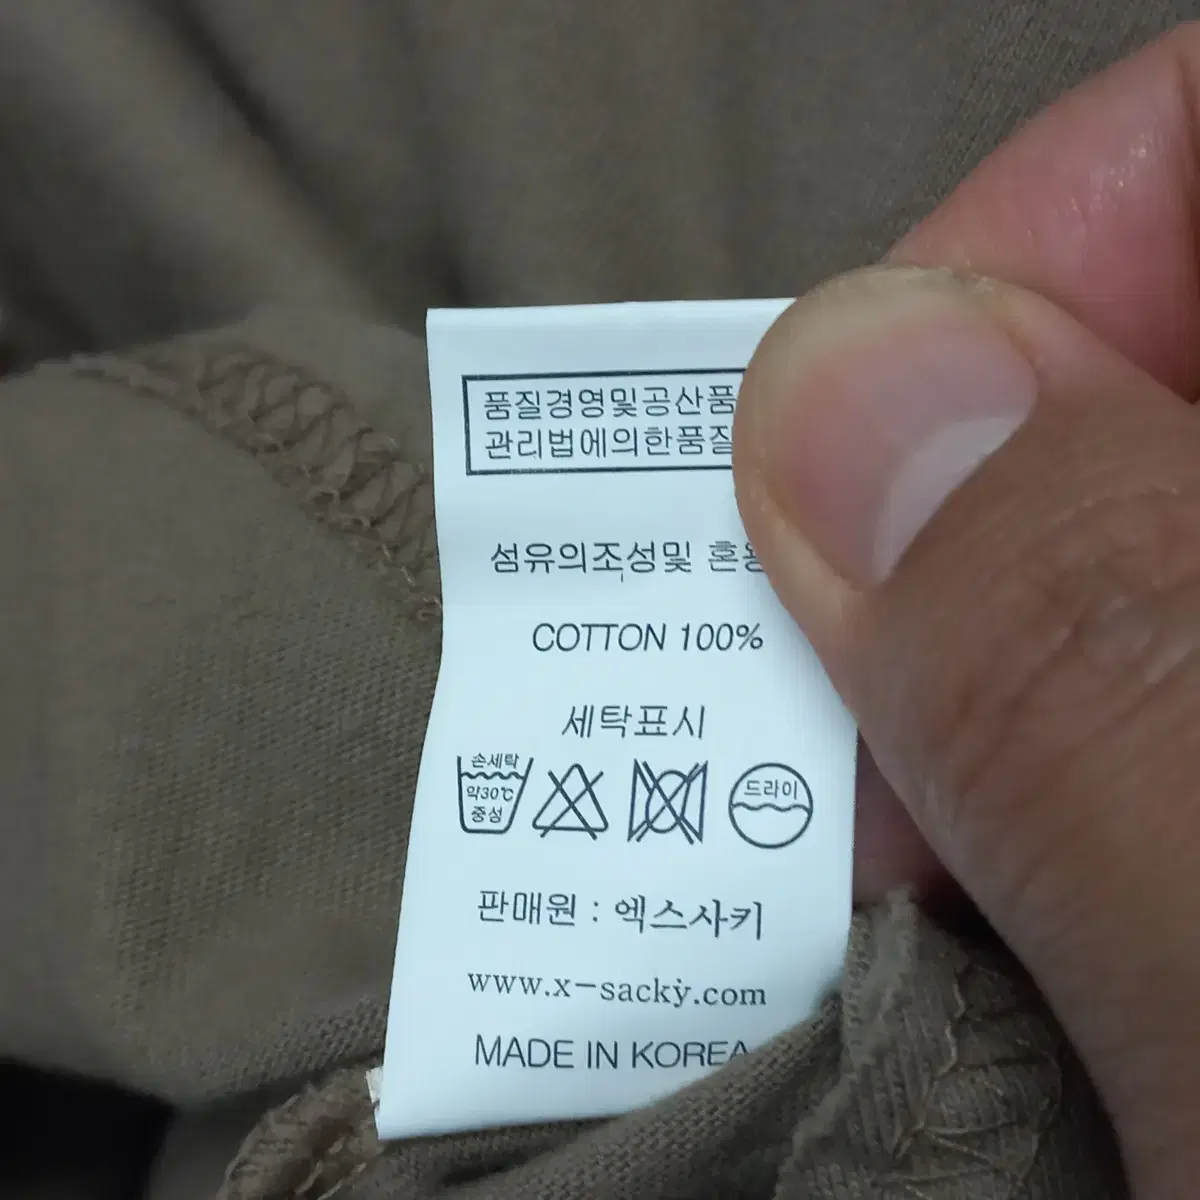 품질경영및공산품
관리법에의한품질
섬유의조성및 혼용
COTTON 100%
세탁표시
손세탁
약30℃
중성
드라이
판매원 : 엑스사키
www.x-sacky.com
MADE IN KOREA